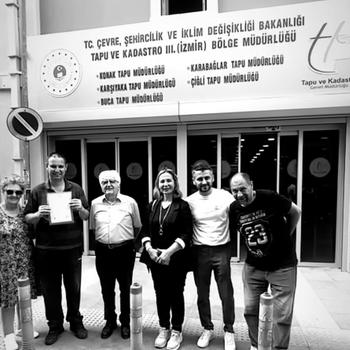 T.C. ÇEVRE, ŞEHİRCİLİK VE İKLİM DEĞİŞİKLİĞİ BAKANLIĞI
TAPU VE KADASTRO III.(İZMİR) BÖLGE MÜDÜRLÜĞÜ
• KONAK TAPU MÜDÜRLÜĞÜ
• KARŞIYAKA TAPU MÜDÜRLÜĞÜ
• BUCA TAPU MÜDÜRLÜĞÜ
• KARABAĞLAR TAPU MÜDÜRLÜĞÜ
• ÇİĞLİ TAPU MÜDÜRLÜĞÜ
Tapu ve Kadast
Genel Müdürlüğü
23